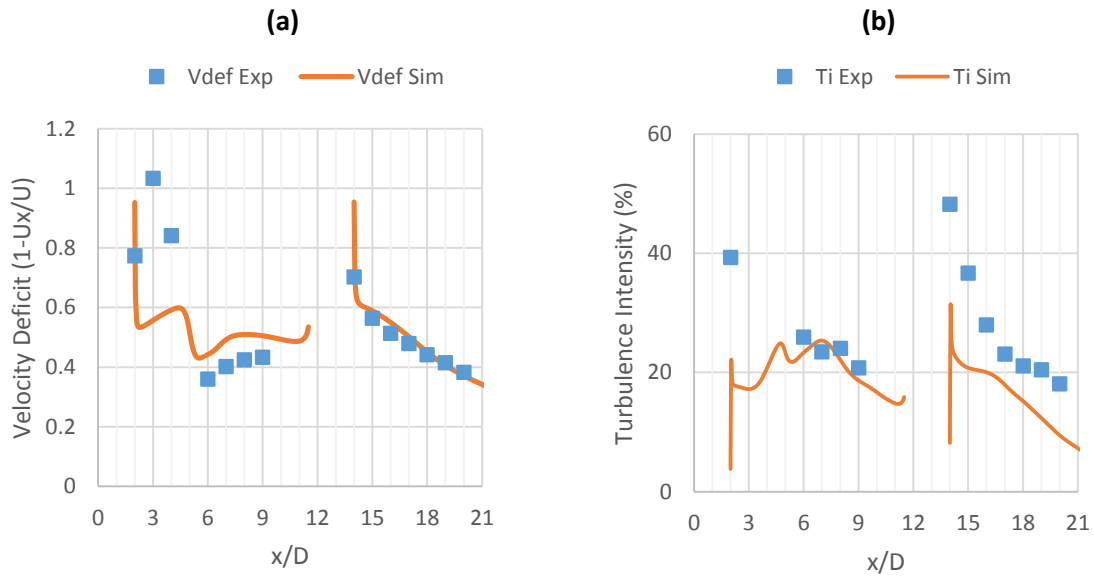 (a)
Vdef Exp Vdef Sim
Velocity Deficit (1-Ux/U)
1.2
1
0.8
0.6
0.4
0.2
0
0 3 6 9 12 15 18 21
x/D
(b)
Ti Exp Ti Sim
Turbulence Intensity (%)
60
40
20
0
0 3 6 9 12 15 18 21
x/D